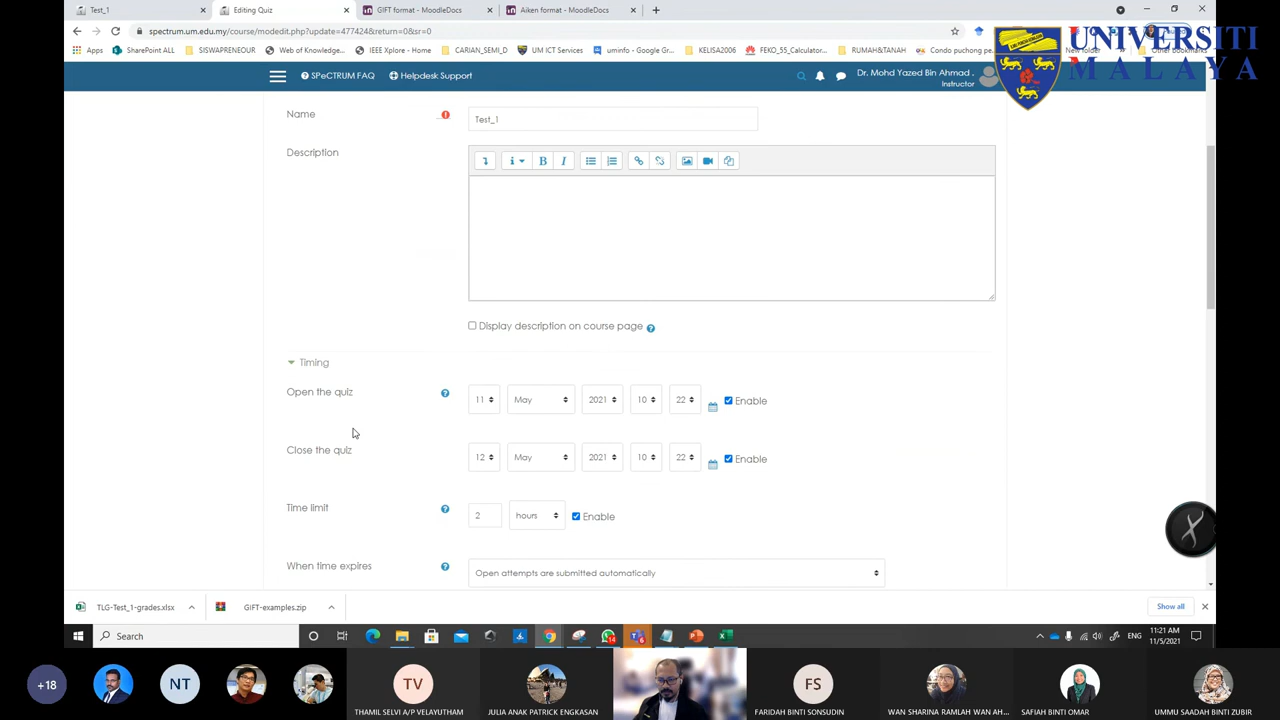 Test_1
Editing Quiz
GIFT format - MoodleDocs
Aiken format - MoodleDocs
spectrum.um.edu.my/course/modedit.php?update=477424&return=0&sr=0
Apps
SharePoint ALL
SISWAPRENEUR
Web of Knowledge...
IEEE Xplore - Home
CARIAN_SEMI_D
UM ICT Services
uminfo - Google Gr...
KELISA2006
FEKO_55_Calculator...
RUMAH&TANAH
Condo puchong pe...
New folder
Other bookmarks
UNIVERSITI
MALAYA
SPeCTRUM FAQ
Helpdesk Support
Dr. Mohd Yazed Bin Ahmad .
Instructor
Name
Test_1
Description
Display description on course page
Timing
Open the quiz
11 May 2021 10 22 Enable
Close the quiz
12 May 2021 10 22 Enable
Time limit
2 hours Enable
When time expires
Open attempts are submitted automatically
TLG-Test_1-grades.xlsx
GIFT-examples.zip
Show all
Search
14
ENG
11:21 AM
11/5/2021
+18
NT
TV
THAMIL SELVI A/P VELAYUTHAM
JULIA ANAK PATRICK ENGKASAN
FS
FARIDAH BINTI SONSUDIN
WAN SHARINA RAMLAH WAN AH...
SAFIAH BINTI OMAR
UMMU SAADAH BINTI ZUBIR